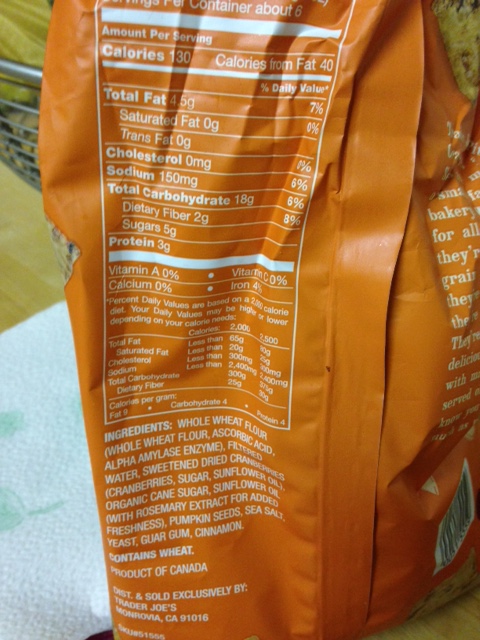 Servings Per Container about 6
Amount Per Serving
Calories 130 Calories from Fat 40
% Daily Value*
Total Fat 4.5g 7%
Saturated Fat 0g 0%
Trans Fat 0g
Cholesterol 0mg 0%
Sodium 150mg 6%
Total Carbohydrate 18g 6%
Dietary Fiber 2g 8%
Sugars 5g
Protein 3g
Vitamin A 0% • Vitamin C 0%
Calcium 0% • Iron 4%
*Percent Daily Values are based on a 2,000 calorie
diet. Your Daily Values may be higher or lower
depending on your calorie needs:
Calories: 2,000 2,500
Total Fat Less than 65g 80g
Saturated Fat Less than 20g 25g
Cholesterol Less than 300mg 300mg
Sodium Less than 2,400mg 2,400mg
Total Carbohydrate 300g 375g
Dietary Fiber 25g 30g
Calories per gram:
Fat 9 • Carbohydrate 4 • Protein 4
INGREDIENTS: WHOLE WHEAT FLOUR
(WHOLE WHEAT FLOUR, ASCORBIC ACID,
ALPHA AMYLASE ENZYME), FILTERED
WATER, SWEETENED DRIED CRANBERRIES
(CRANBERRIES, SUGAR, SUNFLOWER OIL),
ORGANIC CANE SUGAR, SUNFLOWER OIL
(WITH ROSEMARY EXTRACT FOR ADDED
FRESHNESS), PUMPKIN SEEDS, SEA SALT,
YEAST, GUAR GUM, CINNAMON.
CONTAINS WHEAT.
PRODUCT OF CANADA
DIST. & SOLD EXCLUSIVELY BY:
TRADER JOE'S
MONROVIA, CA 91016
SKU#51555
bakery
for all
they'r
grain
they
the
They're
delicious
with
served
know your